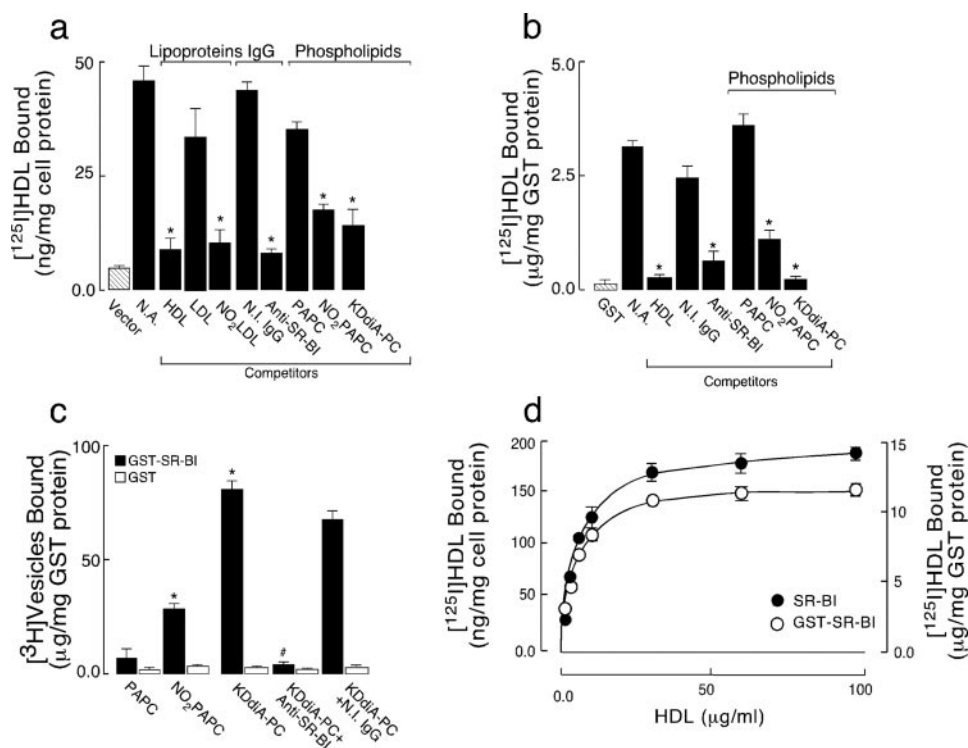 a
Lipoproteins IgG Phospholipids
[¹²⁵I]HDL Bound
(ng/mg cell protein)
50
25
0.0
* * * * *
Vector
N.A.
HDL
LDL
NO₂LDL
N.I. IgG
Anti-SR-BI
PAPC
NO₂PAPC
KDdiA-PC
Competitors
b
Phospholipids
[¹²⁵I]HDL Bound
(µg/mg GST protein)
5.0
2.5
0.0
* * * *
GST
N.A.
HDL
N.I. IgG
Anti-SR-BI
PAPC
NO₂PAPC
KDdiA-PC
Competitors
c
GST-SR-BI
GST
[³H]Vesicles Bound
(µg/mg GST protein)
100
50
0.0
* * #
PAPC
NO₂PAPC
KDdiA-PC
KDdiA-PC+
Anti-SR-BI
KDdiA-PC
+N.I. IgG
d
[¹²⁵I]HDL Bound
(ng/mg cell protein)
200
150
100
50
0.0
SR-BI
GST-SR-BI
15
10
5
0.0
[¹²⁵I]HDL Bound
(µg/mg GST protein)
0.0 50 100
HDL (µg/ml)